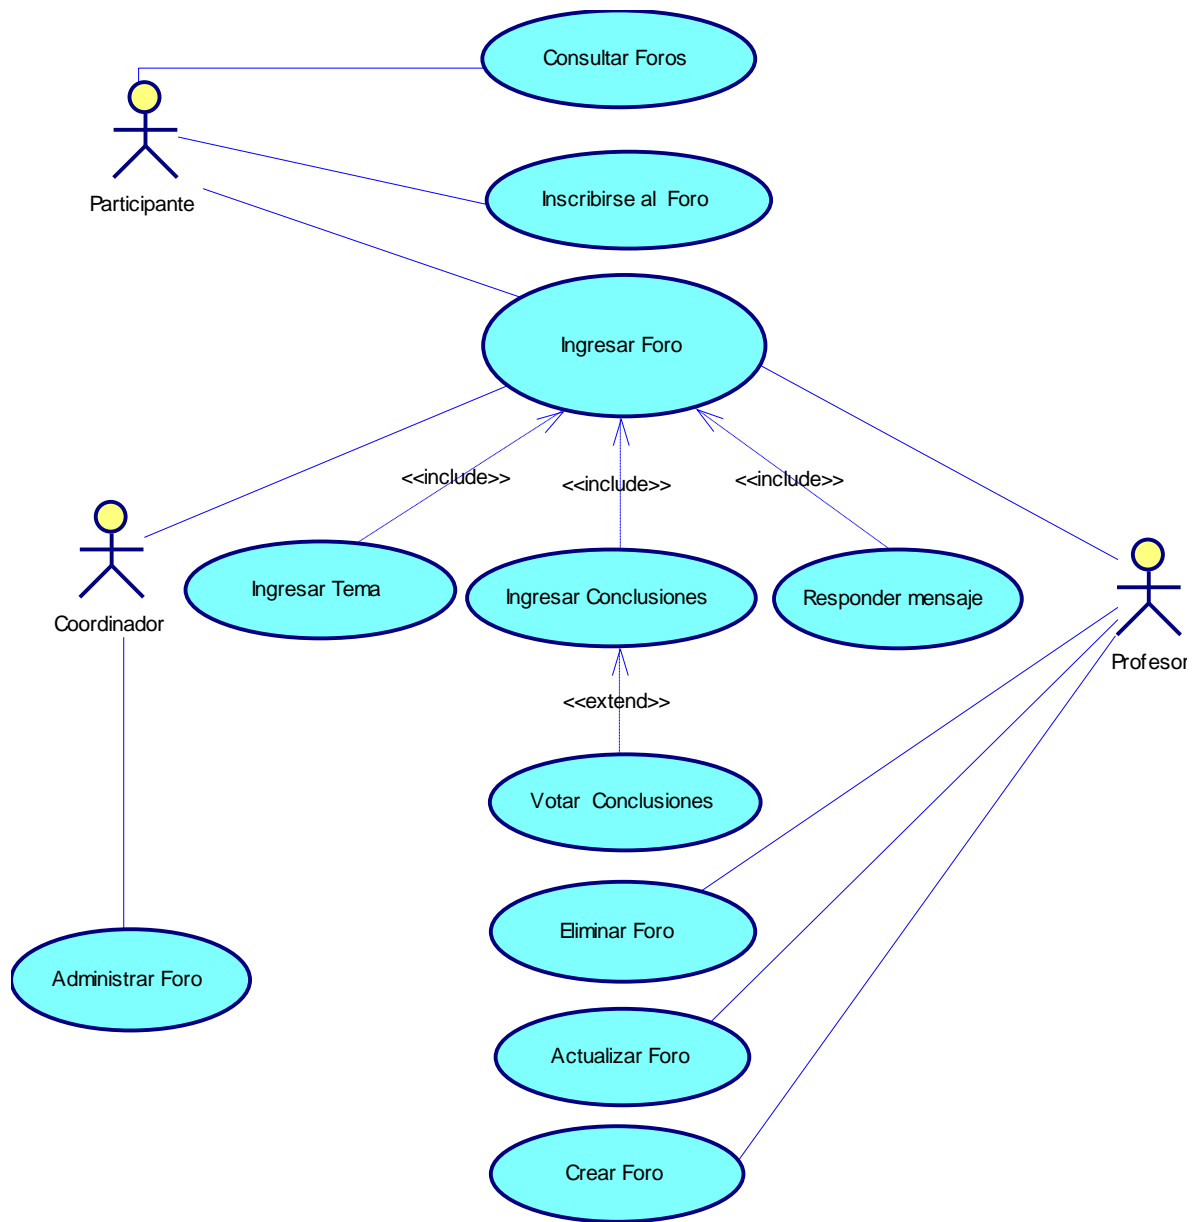 Consultar Foros
Participante
Inscribirse al Foro
Ingresar Foro
<<include>>
<<include>>
<<include>>
Coordinador
Ingresar Tema
Ingresar Conclusiones
Responder mensaje
Profesor
<<extend>>
Votar Conclusiones
Eliminar Foro
Administrar Foro
Actualizar Foro
Crear Foro